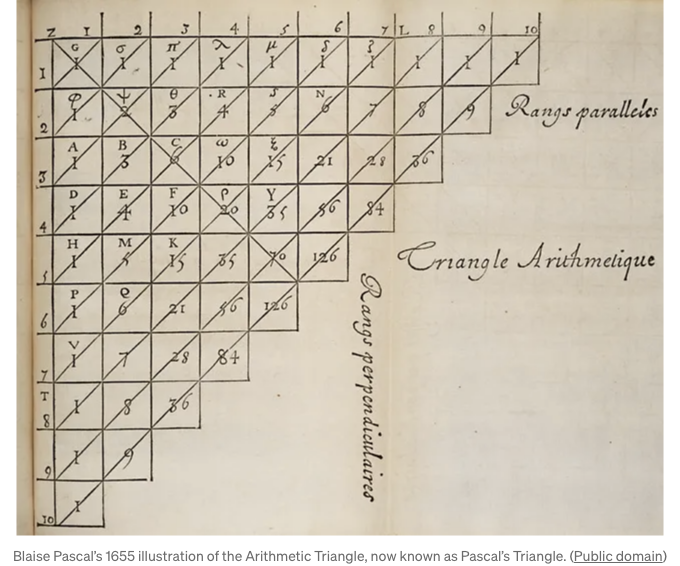 Z 1 2 3 4 5 6 7 L 8 9 10
1 G 1 σ 1 π 1 λ 1 μ 1 δ 1 ζ 1 1 1 1
2 φ 1 ψ 2 θ 3 R 4 S 5 N 6 7 8 9
Rangs paralleles
3 A 1 B 3 C 6 ω 10 ξ 15 21 28 36
4 D 1 E 4 F 10 ρ 20 Y 35 56 84
5 H 1 M 5 K 15 35 70 126
Triangle Arithmetique
6 P 1 Q 6 21 56 126
7 V 1 7 28 84
Rangs perpendiculaires
T
8 1 8 36
9 1 9
10 1
Blaise Pascal's 1655 illustration of the Arithmetic Triangle, now known as Pascal's Triangle. (Public domain)